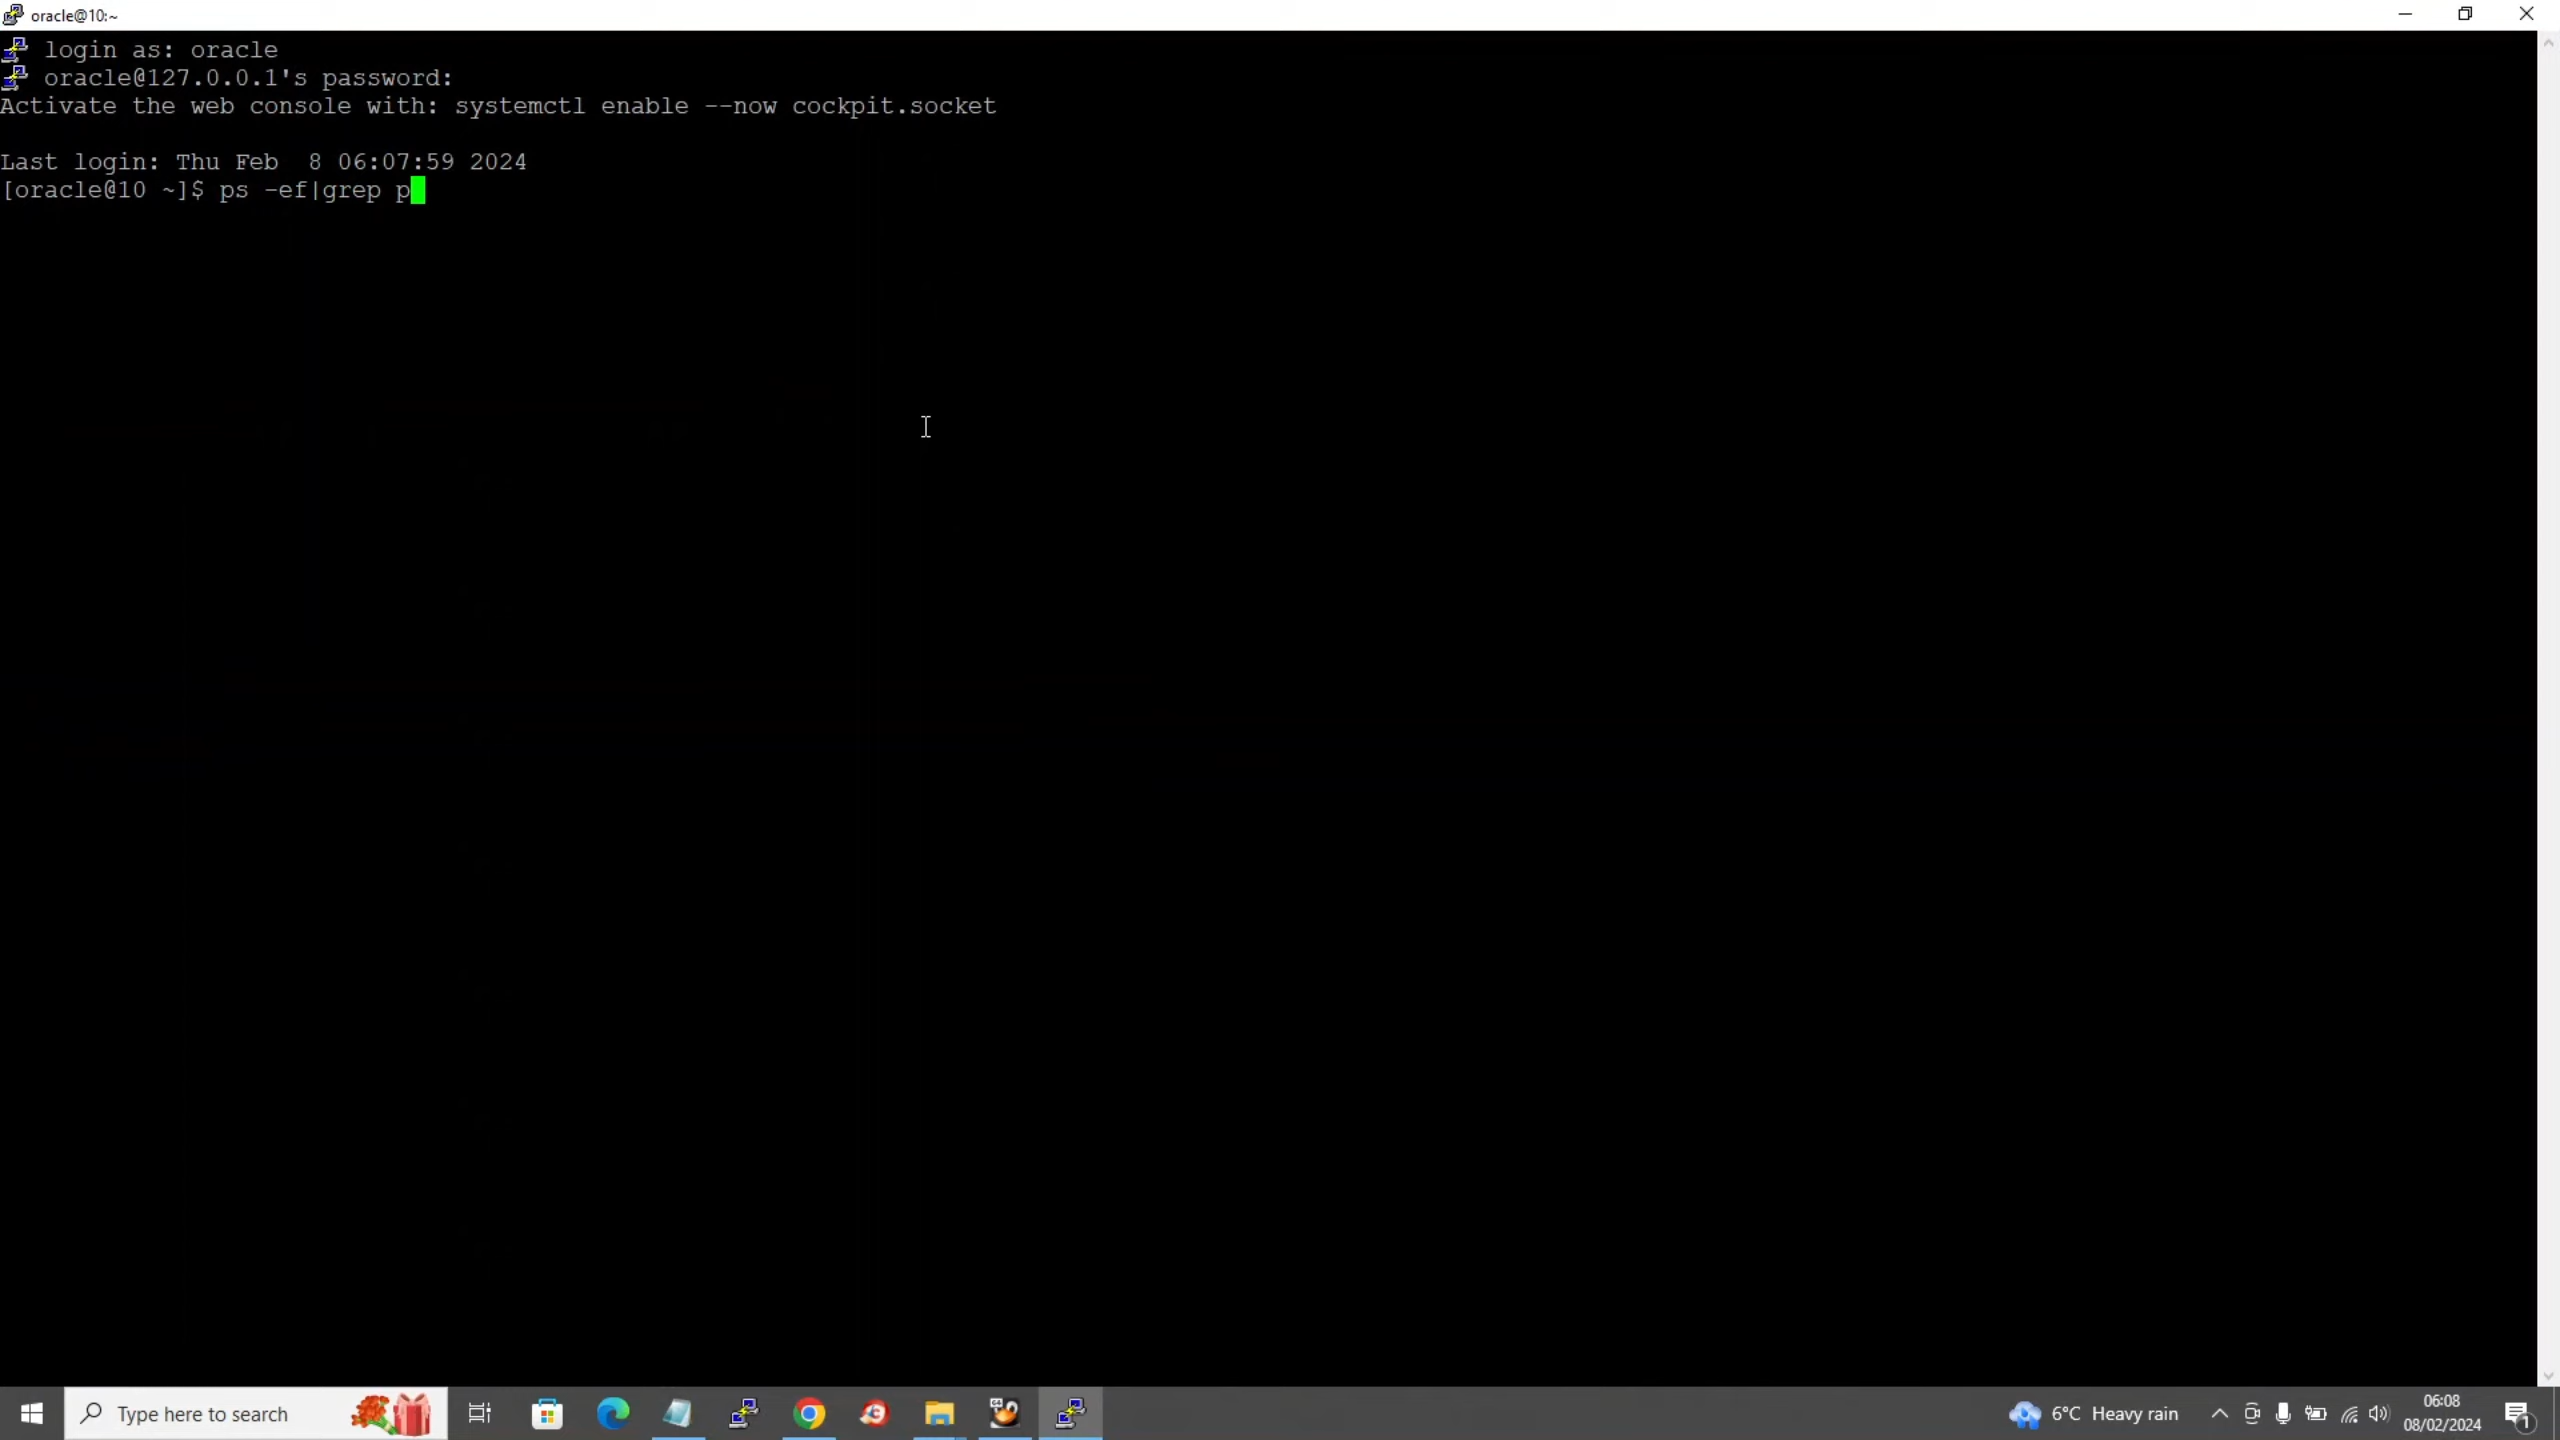 oracle@10:~
login as: oracle
oracle@127.0.0.1's password:
Activate the web console with: systemctl enable --now cockpit.socket
Last login: Thu Feb  8 06:07:59 2024
[oracle@10 ~]$ ps -ef|grep p
Type here to search
6°C Heavy rain
06:08
08/02/2024
1